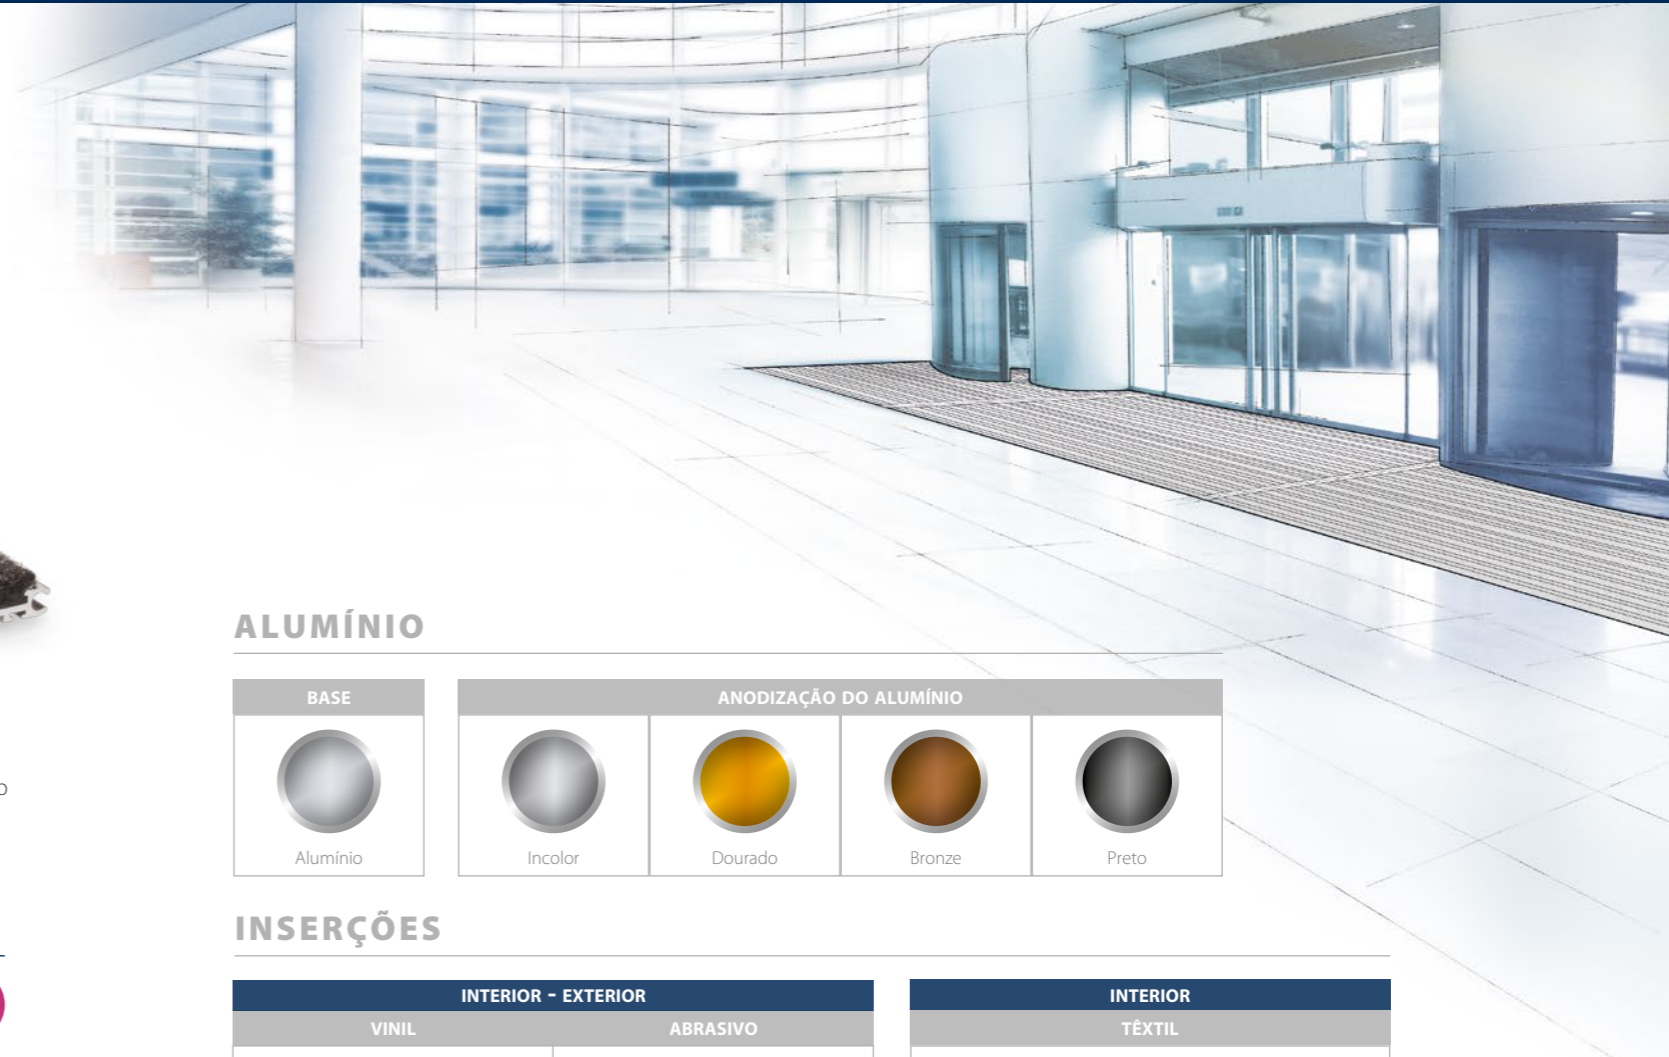 ALUMÍNIO
BASE
ANODIZAÇÃO DO ALUMÍNIO
Alumínio
Incolor
Dourado
Bronze
Preto
INSERÇÕES
INTERIOR - EXTERIOR
INTERIOR
VINIL
ABRASIVO
TÊXTIL